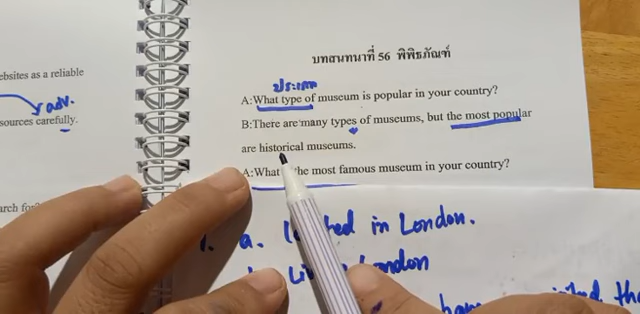 ebsites as a reliable
adv.
sources carefully.
arch for
บทสนทนาที่ 56 พิพิธภัณฑ์
ประเภท
A:What type of museum is popular in your country?
B:There are many types of museums, but the most popular
are historical museums.
A:What the most famous museum in your country?
a. in London.
London